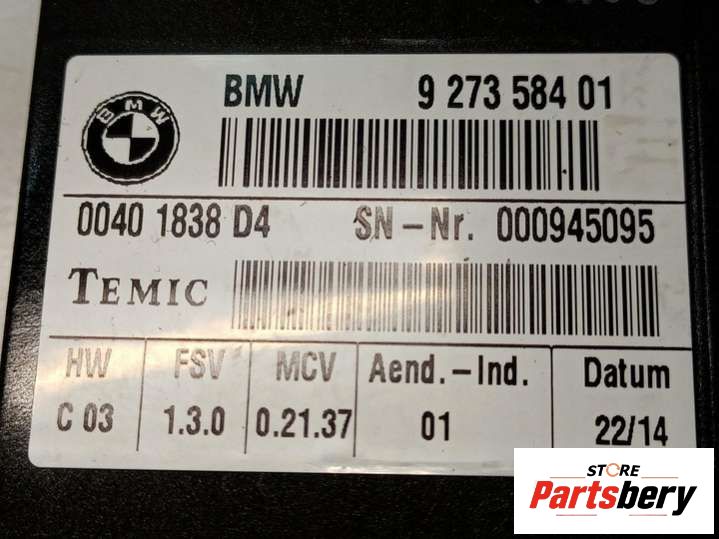 BMW
BMW 9 273 584 01
0040 1838 D4 SN-Nr. 000945095
TEMIC
HW FSV MCV Aend.-Ind. Datum
C 03 1.3.0 0.21.37 01 22/14
STORE
Partsbery